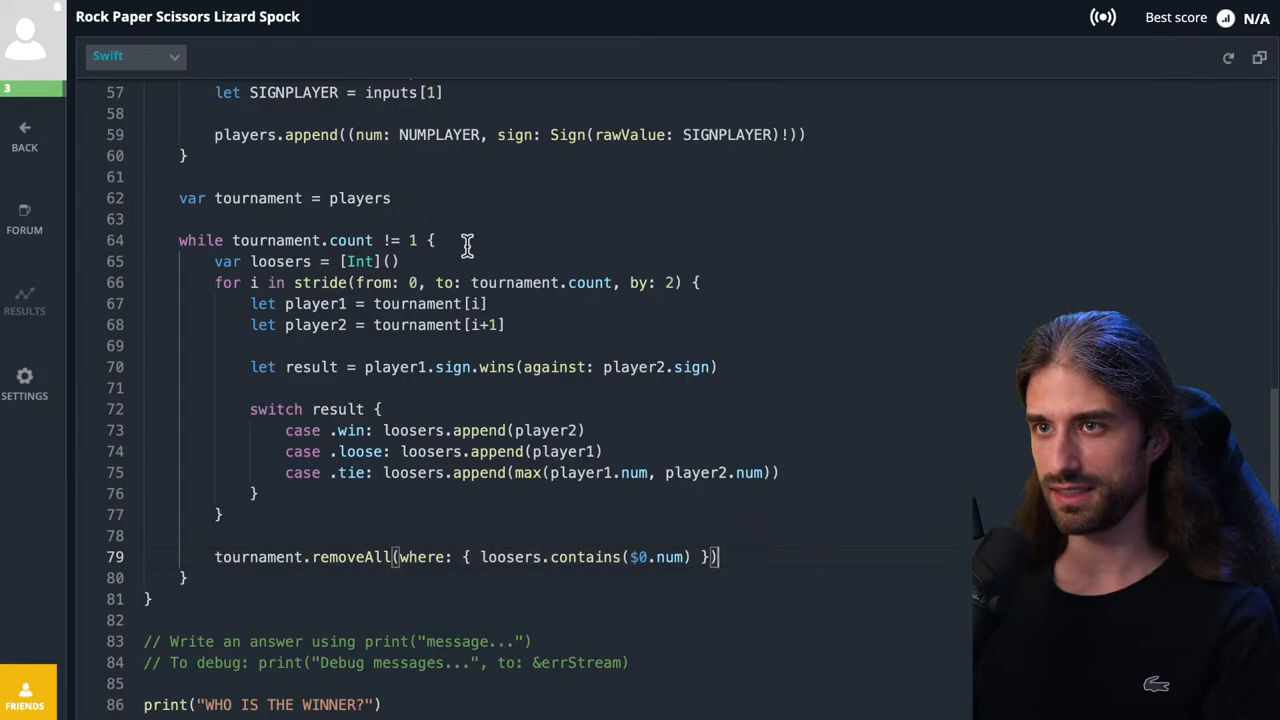 Rock Paper Scissors Lizard Spock
Best score N/A
Swift
3
BACK
FORUM
RESULTS
SETTINGS
FRIENDS
57 let SIGNPLAYER = inputs[1]
58
59 players.append((num: NUMPLAYER, sign: Sign(rawValue: SIGNPLAYER)!))
60 }
61
62 var tournament = players
63
64 while tournament.count != 1 {
65 var loosers = [Int]()
66 for i in stride(from: 0, to: tournament.count, by: 2) {
67 let player1 = tournament[i]
68 let player2 = tournament[i+1]
69
70 let result = player1.sign.wins(against: player2.sign)
71
72 switch result {
73 case .win: loosers.append(player2)
74 case .loose: loosers.append(player1)
75 case .tie: loosers.append(max(player1.num, player2.num))
76 }
77 }
78
79 tournament.removeAll(where: { loosers.contains($0.num) })
80 }
81 }
82
83 // Write an answer using print("message...")
84 // To debug: print("Debug messages...", to: &errStream)
85
86 print("WHO IS THE WINNER?")